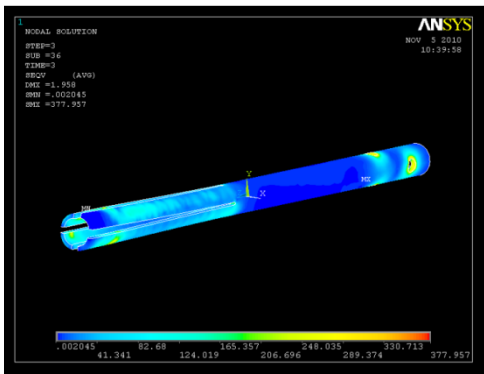 1
NODAL SOLUTION
STEP=3
SUB =36
TIME=3
SEQV (AVG)
DMX =1.958
SMN =.002045
SMX =377.957
ANSYS
NOV 5 2010
10:39:58
Y
X
MN
MX
.002045 82.68 165.357 248.035 330.713
41.341 124.019 206.696 289.374 377.957